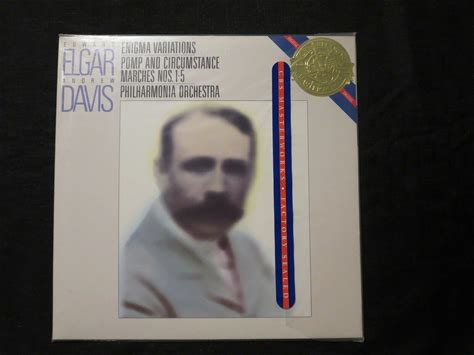 EDWARD
ELGAR
ANDREW
DAVIS
ENIGMA VARIATIONS
POMP AND CIRCUMSTANCE
MARCHES NOS. 1-5
PHILHARMONIA ORCHESTRA
CBS MASTERWORKS • FACTORY SEALED